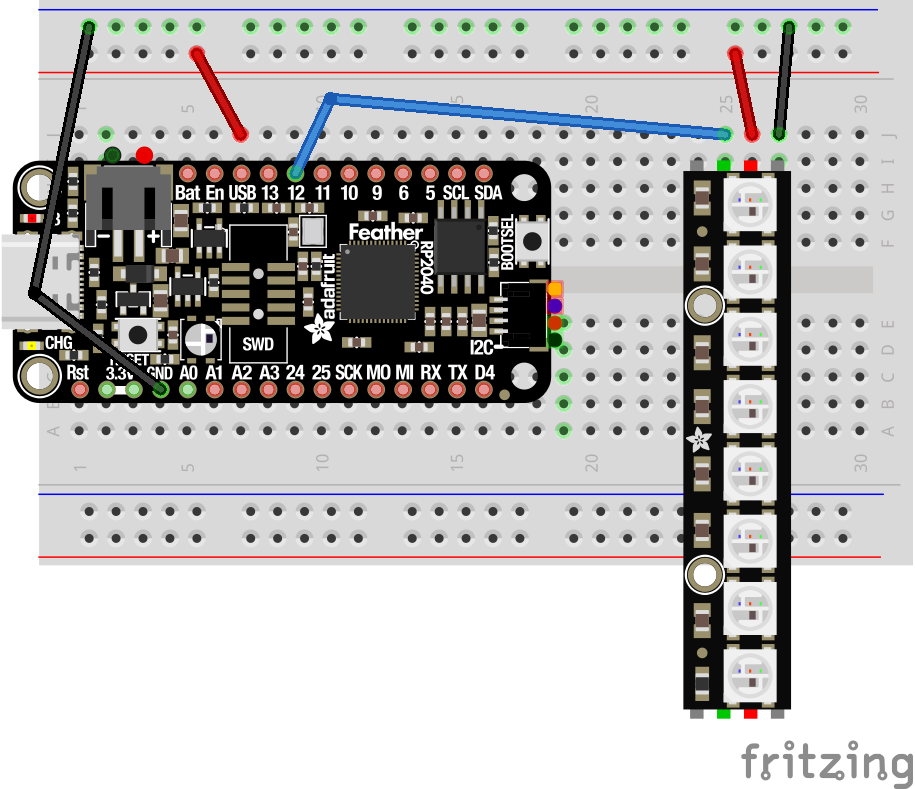 1 5 10 15 20 25 30
J J
I
H
G
F
Bat En USB 13 12 11 10 9 6 5 SCL SDA
Feather
RP2040
adafruit
BOOTSEL
I2C
SWD
CHG
Rst 3.3V GND A0 A1 A2 A3 24 25 SCK MO MI RX TX D4
- +
E
D
C
B
A A
1 5 10 15 20 25 30
fritzing